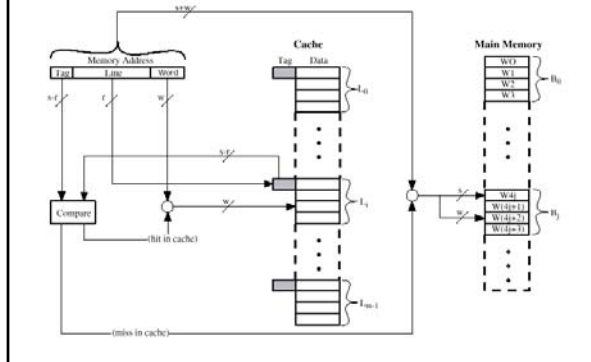 s+w
Cache
Main Memory
Memory Address
Tag Data
Tag Line Word
L0
W0
W1
W2
W3
B0
s-r
r
w
s-r
Li
s
w
W4j
W(4j+1)
W(4j+2)
W(4j+3)
Bj
Compare
w
(hit in cache)
Lm-1
(miss in cache)